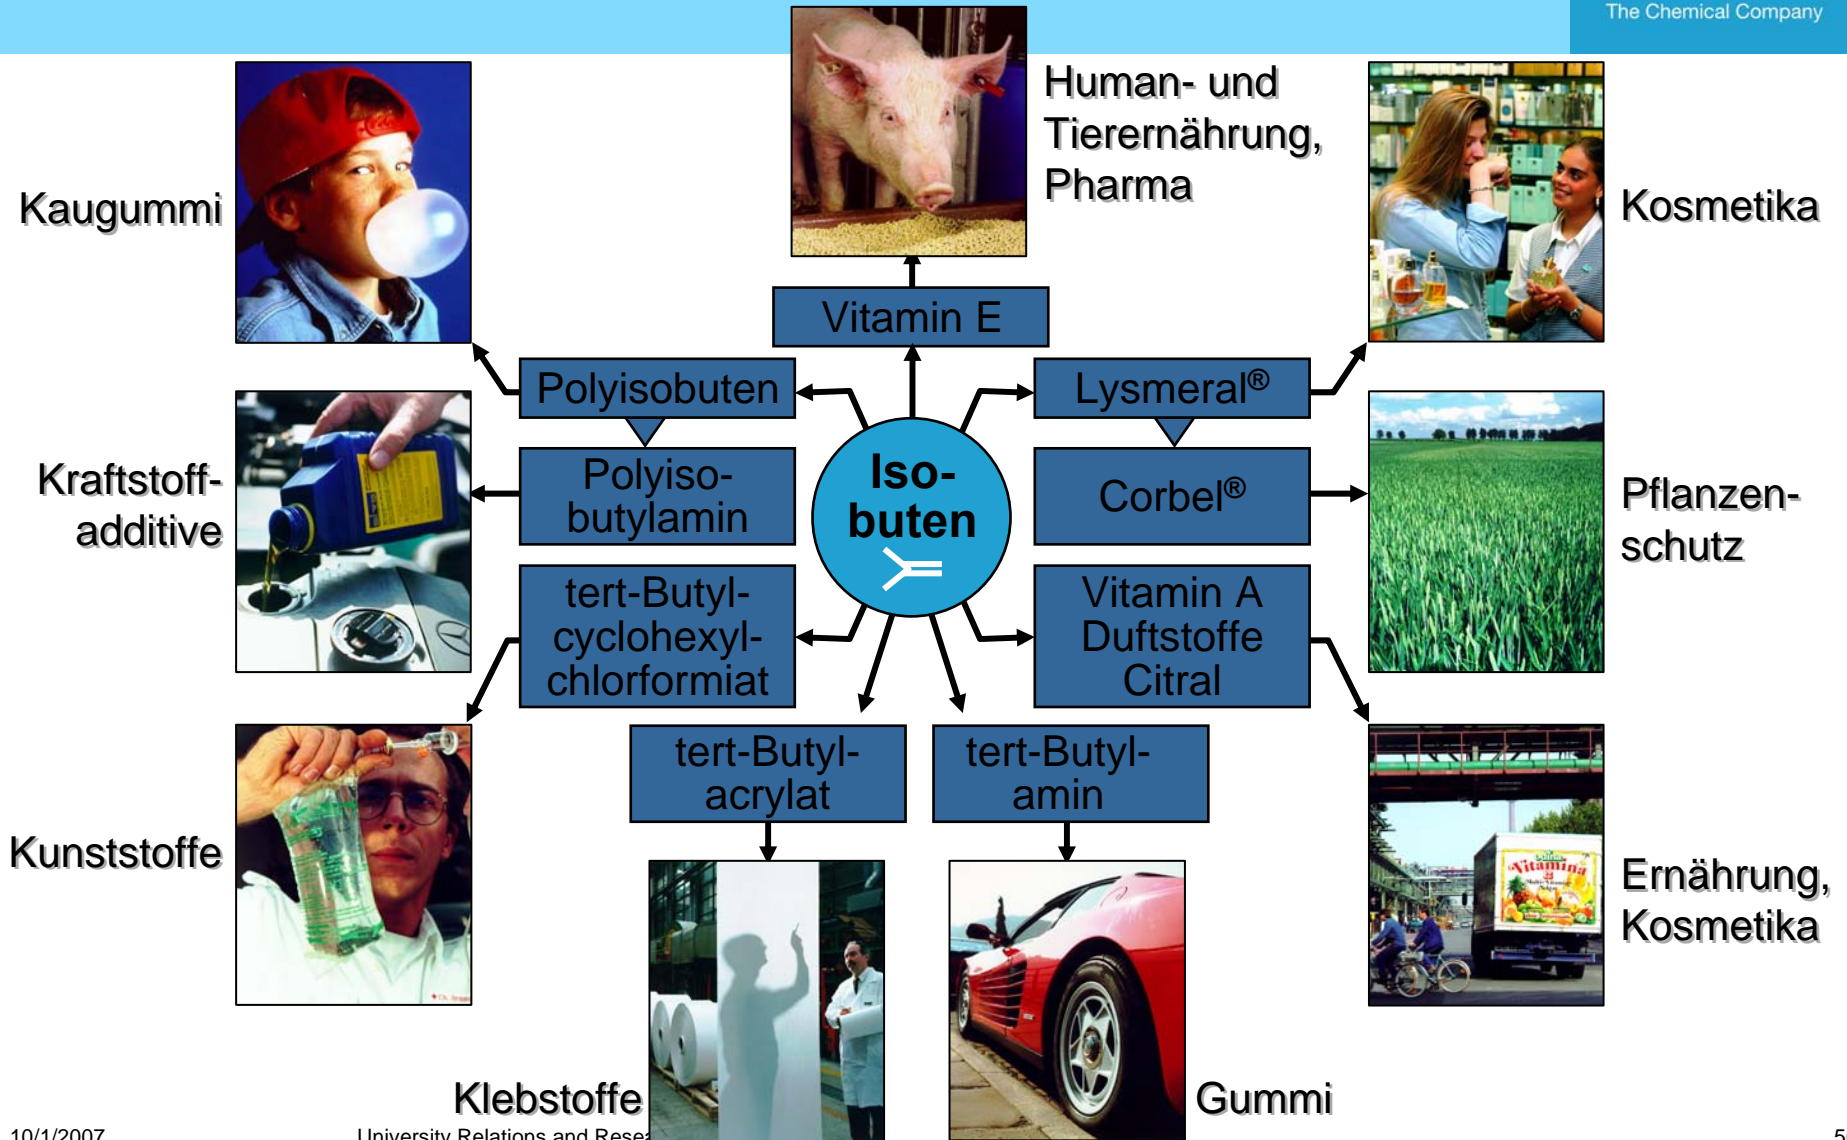 The Chemical Company
Human- und
Tierernährung,
Pharma
Kaugummi
Kosmetika
Vitamin E
Polyisobuten
Lysmeral®
Kraftstoff-
additive
Polyiso-
butylamin
Iso-
buten
Corbel®
Pflanzen-
schutz
tert-Butyl-
cyclohexyl-
chlorformiat
Vitamin A
Duftstoffe
Citral
tert-Butyl-
acrylat
tert-Butyl-
amin
Kunststoffe
Vitamina
Ernährung,
Kosmetika
Klebstoffe
Gummi
10/1/2007
University Relations and Resea
5